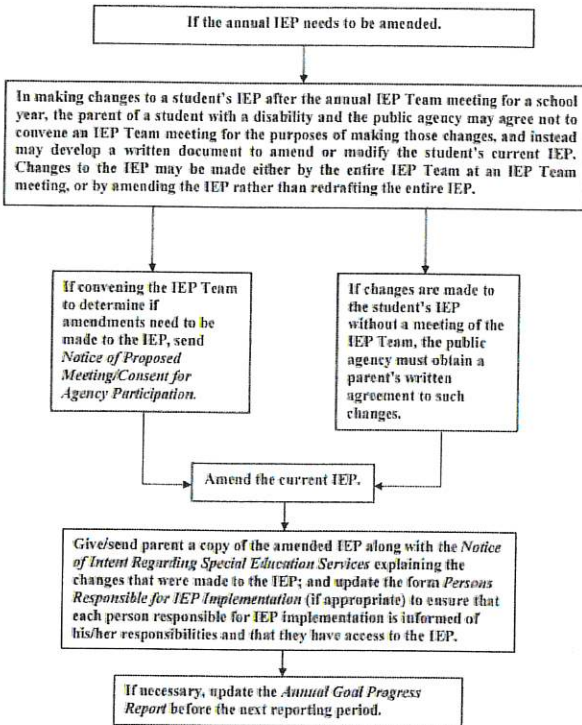 If the annual IEP needs to be amended.
In making changes to a student's IEP after the annual IEP Team meeting for a school
year, the parent of a student with a disability and the public agency may agree not to
convene an IEP Team meeting for the purposes of making those changes, and instead
may develop a written document to amend or modify the student's current IEP.
Changes to the IEP may be made either by the entire IEP Team at an IEP Team
meeting, or by amending the IEP rather than redrafting the entire IEP.
If convening the IEP Team
to determine if
amendments need to be
made to the IEP, send
Notice of Proposed
Meeting/Consent for
Agency Participation.
If changes are made to
the student's IEP
without a meeting of the
IEP Team, the public
agency must obtain a
parent's written
agreement to such
changes.
Amend the current IEP.
Give/send parent a copy of the amended IEP along with the Notice
of Intent Regarding Special Education Services explaining the
changes that were made to the IEP; and update the form Persons
Responsible for IEP Implementation (if appropriate) to ensure that
each person responsible for IEP implementation is informed of
his/her responsibilities and that they have access to the IEP.
If necessary, update the Annual Goal Progress
Report before the next reporting period.